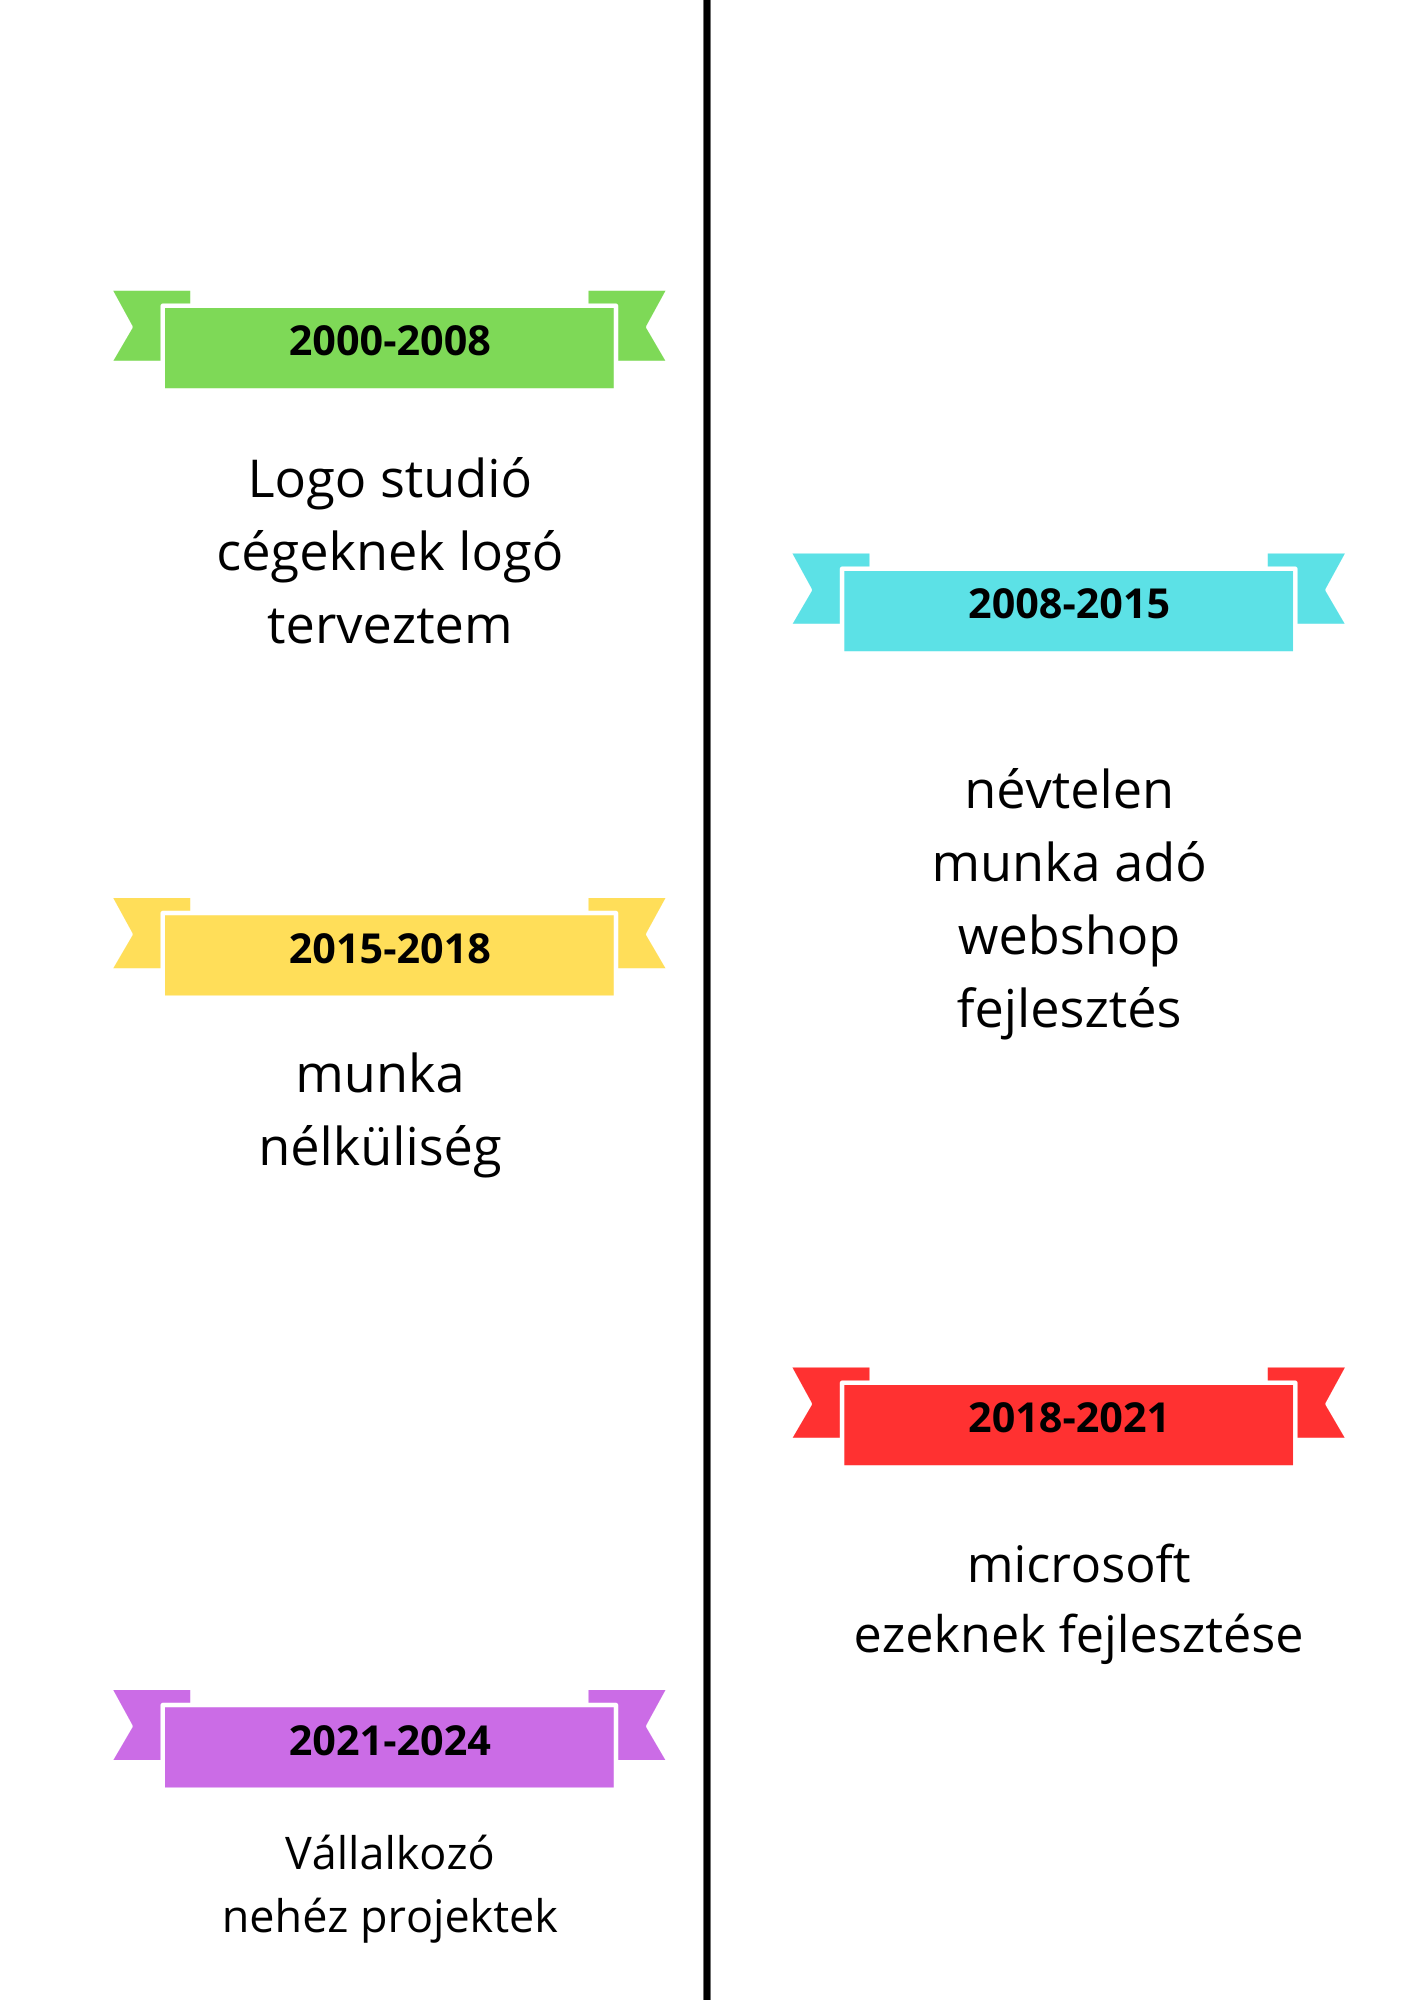 2000-2008
Logo studió
cégeknek logó
terveztem
2008-2015
névtelen
munka adó
webshop
fejlesztés
2015-2018
munka
nélküliség
2018-2021
microsoft
ezeknek fejlesztése
2021-2024
Vállalkozó
nehéz projektek